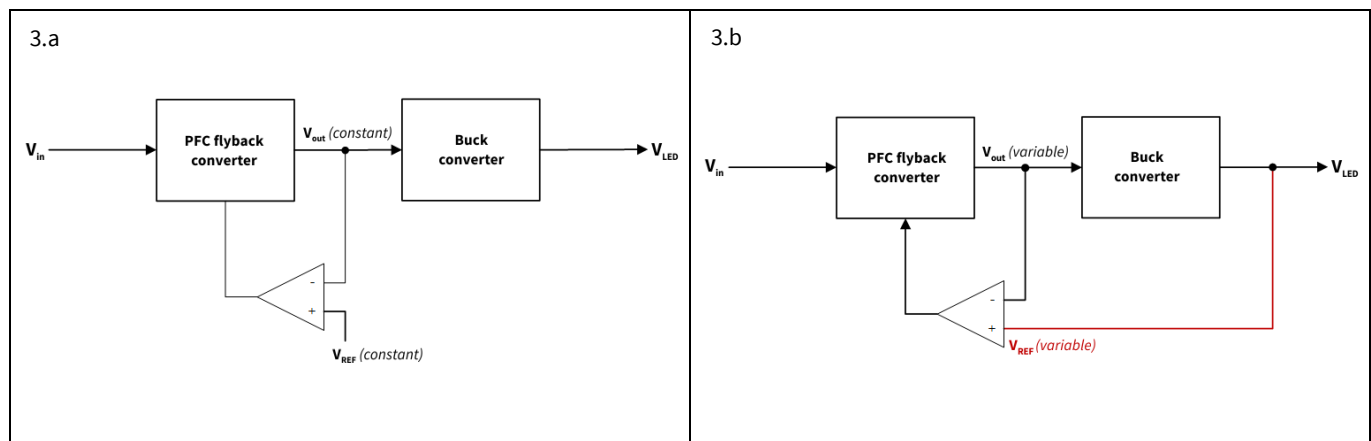 3.a
V_in
PFC flyback
converter
V_out (constant)
Buck
converter
V_LED
-
+
V_REF (constant)
3.b
V_in
PFC flyback
converter
V_out (variable)
Buck
converter
V_LED
-
+
V_REF (variable)